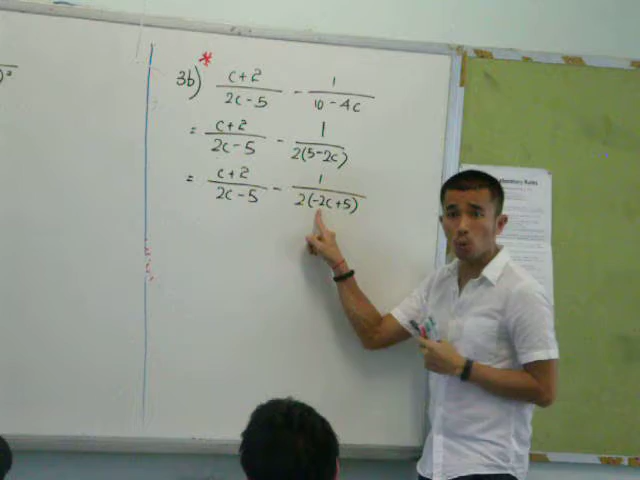 )²
*
3b) (c+2)/(2c-5) - 1/(10-4c)
= (c+2)/(2c-5) - 1/(2(5-2c))
= (c+2)/(2c-5) - 1/(2(-2c+5))
Rules